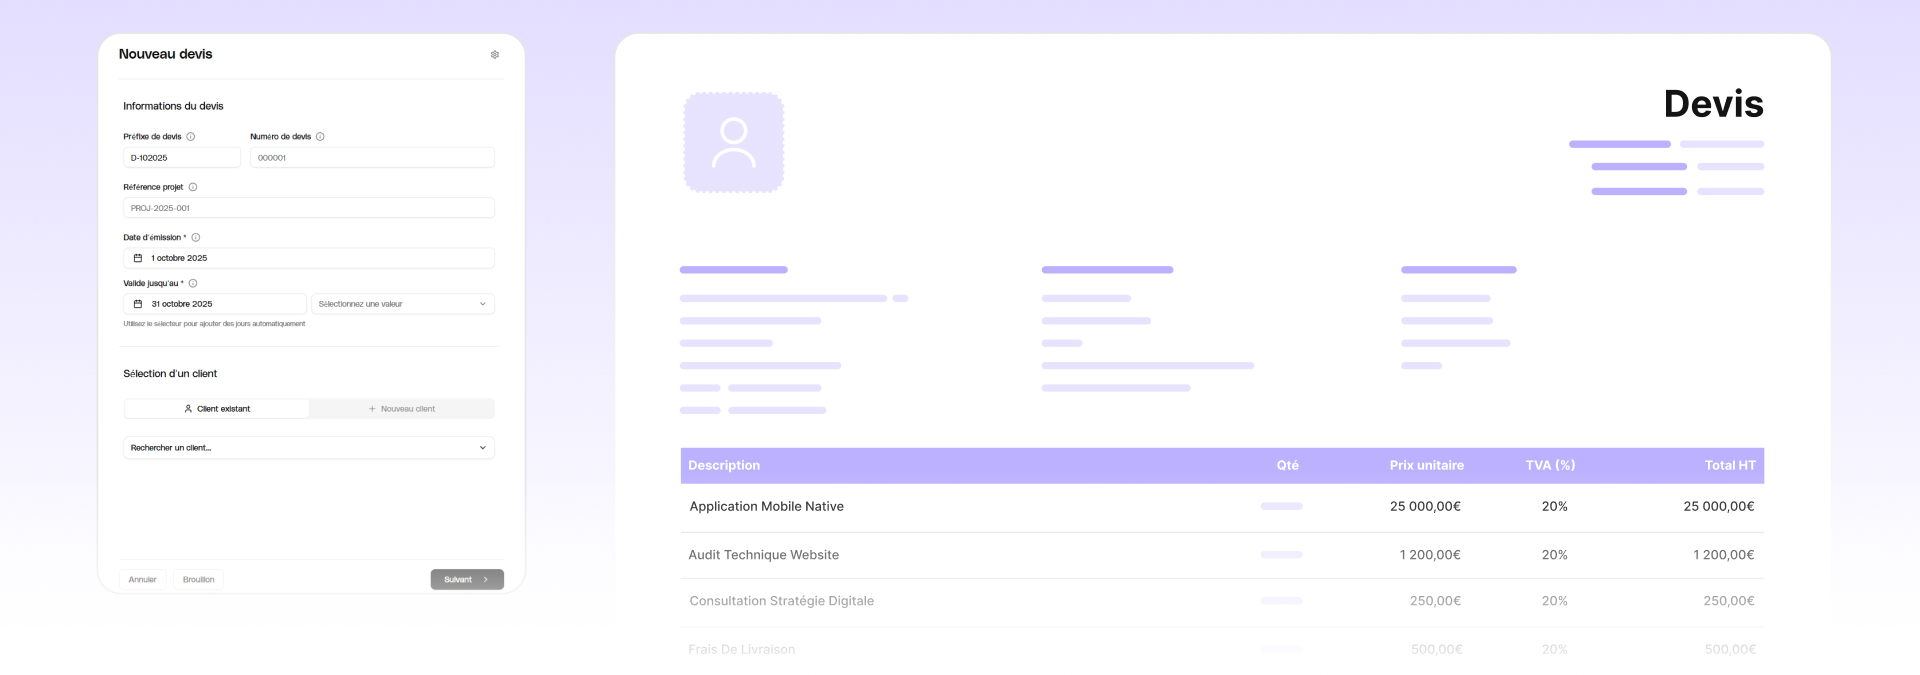 Nouveau devis
Informations du devis
Préfixe de devis
Numéro de devis
D-102025
000001
Référence projet
PROJ-2025-001
Date d'émission *
1 octobre 2025
Valide jusqu'au *
31 octobre 2025
Sélectionnez une valeur
Utilisez le sélecteur pour ajouter des jours automatiquement
Sélection d'un client
Client existant
Nouveau client
Rechercher un client...
Annuler
Brouillon
Suivant
Devis
Description Qté Prix unitaire TVA (%) Total HT
Application Mobile Native 25 000,00€ 20% 25 000,00€
Audit Technique Website 1 200,00€ 20% 1 200,00€
Consultation Stratégie Digitale 250,00€ 20% 250,00€
Frais De Livraison 500,00€ 20% 500,00€